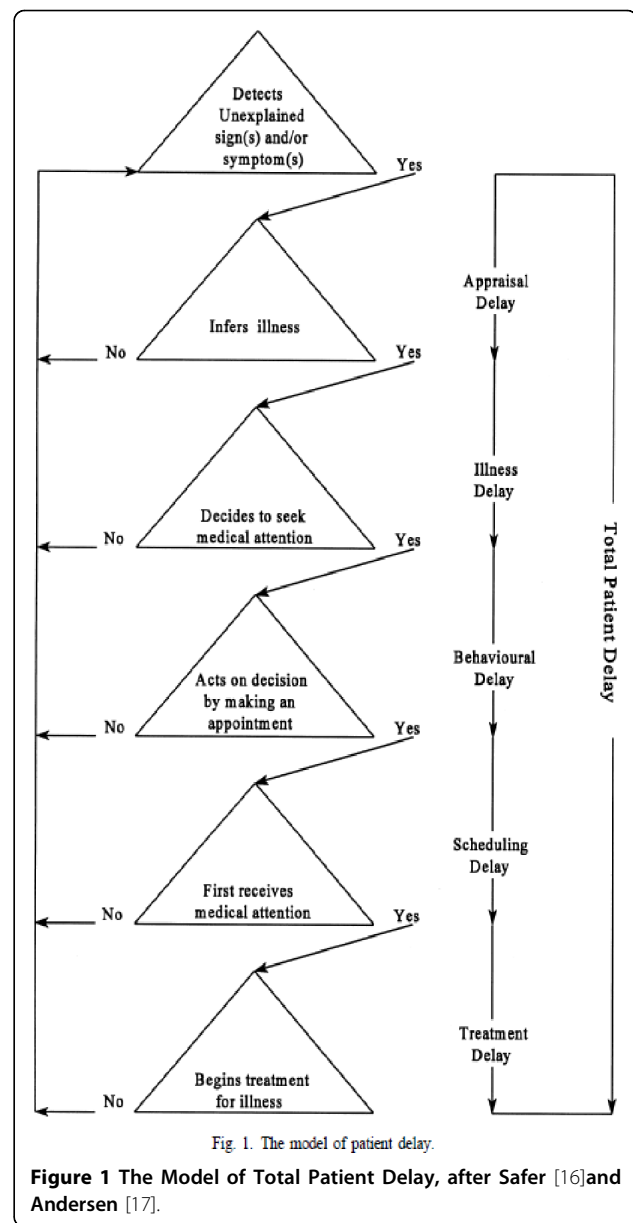 Detects
Unexplained
sign(s) and/or
symptom(s)
Yes
Appraisal
Delay
Infers illness
No
Yes
Illness
Delay
Decides to seek
medical attention
No
Yes
Total Patient Delay
Behavioural
Delay
Acts on decision
by making an
appointment
No
Yes
Scheduling
Delay
First receives
medical attention
No
Yes
Treatment
Delay
Begins treatment
for illness
No
Fig. 1. The model of patient delay.
Figure 1 The Model of Total Patient Delay, after Safer [16]and
Andersen [17].